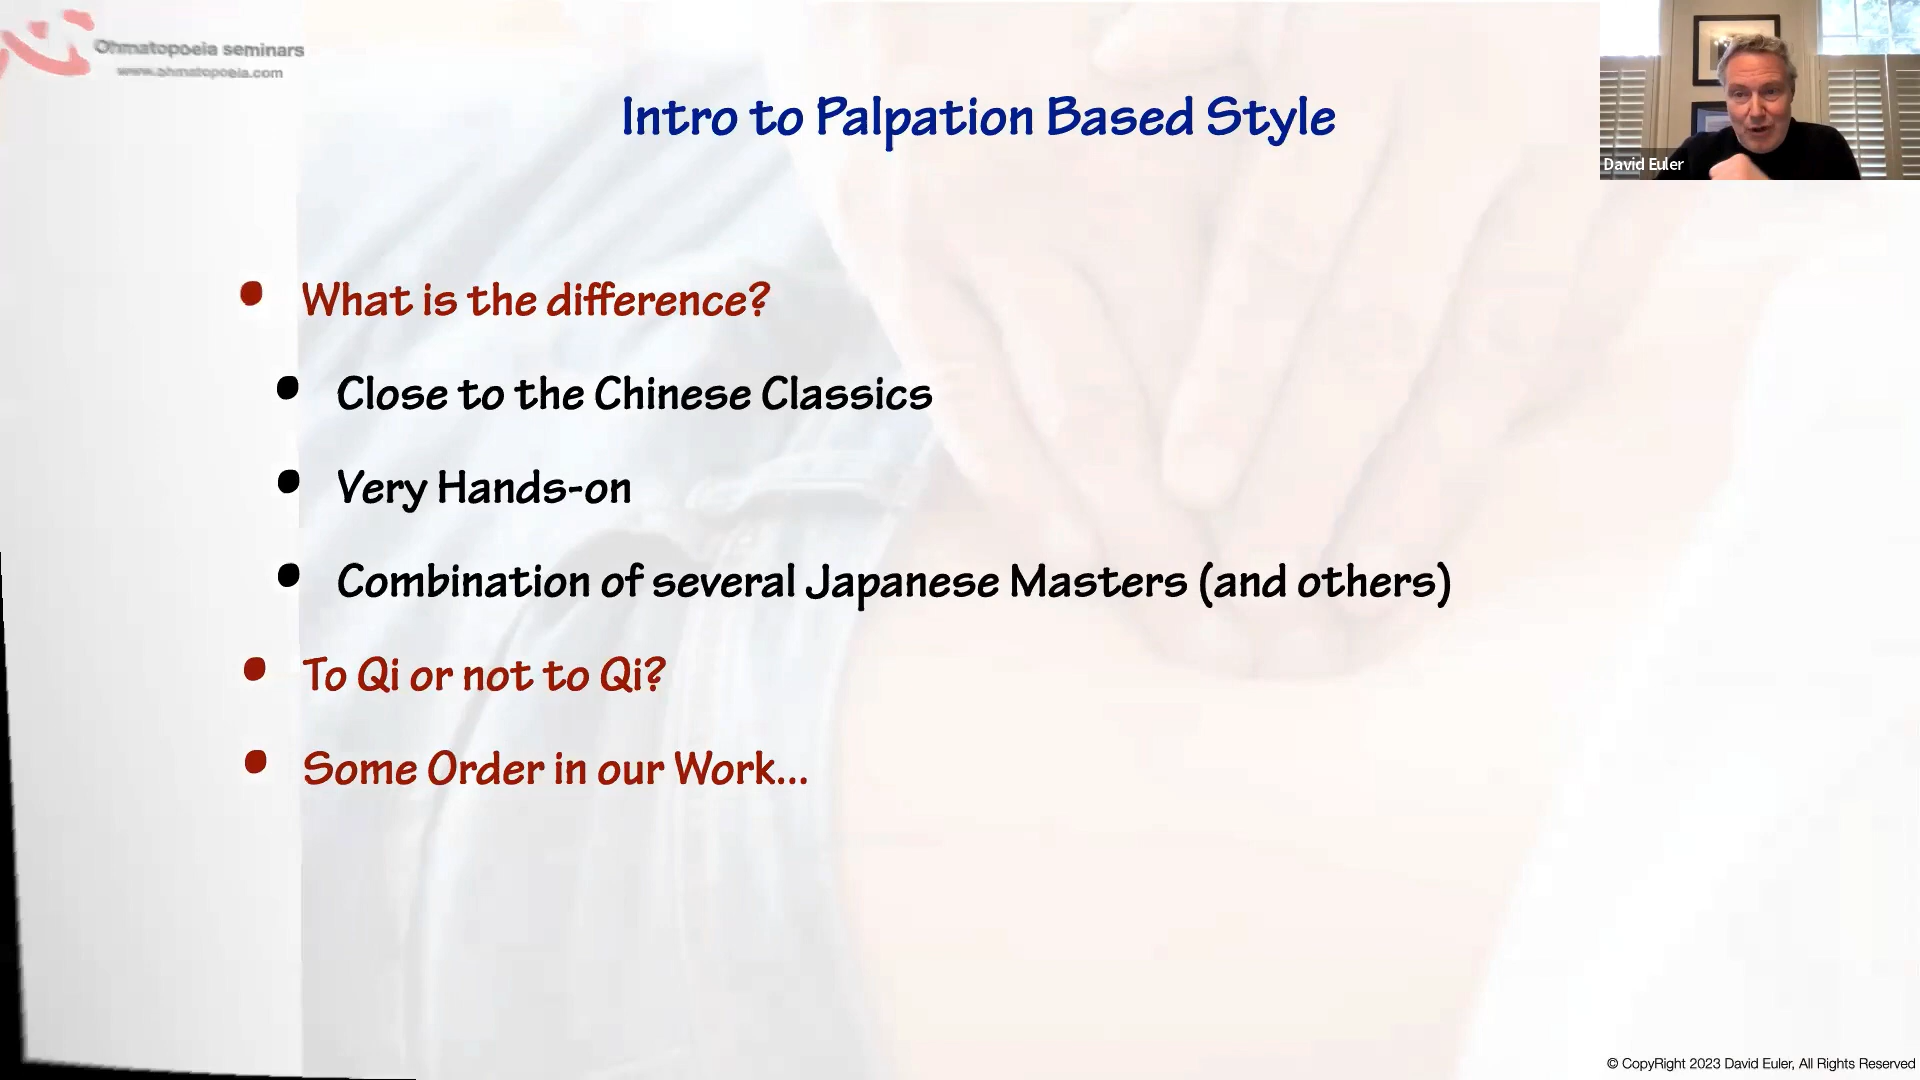 Ohmatopoeia seminars
www.ohmatopoeia.com
Intro to Palpation Based Style
David Euler
• What is the difference?
• Close to the Chinese Classics
• Very Hands-on
• Combination of several Japanese Masters (and others)
• To Qi or not to Qi?
• Some Order in our Work...
© CopyRight 2023 David Euler, All Rights Reserved